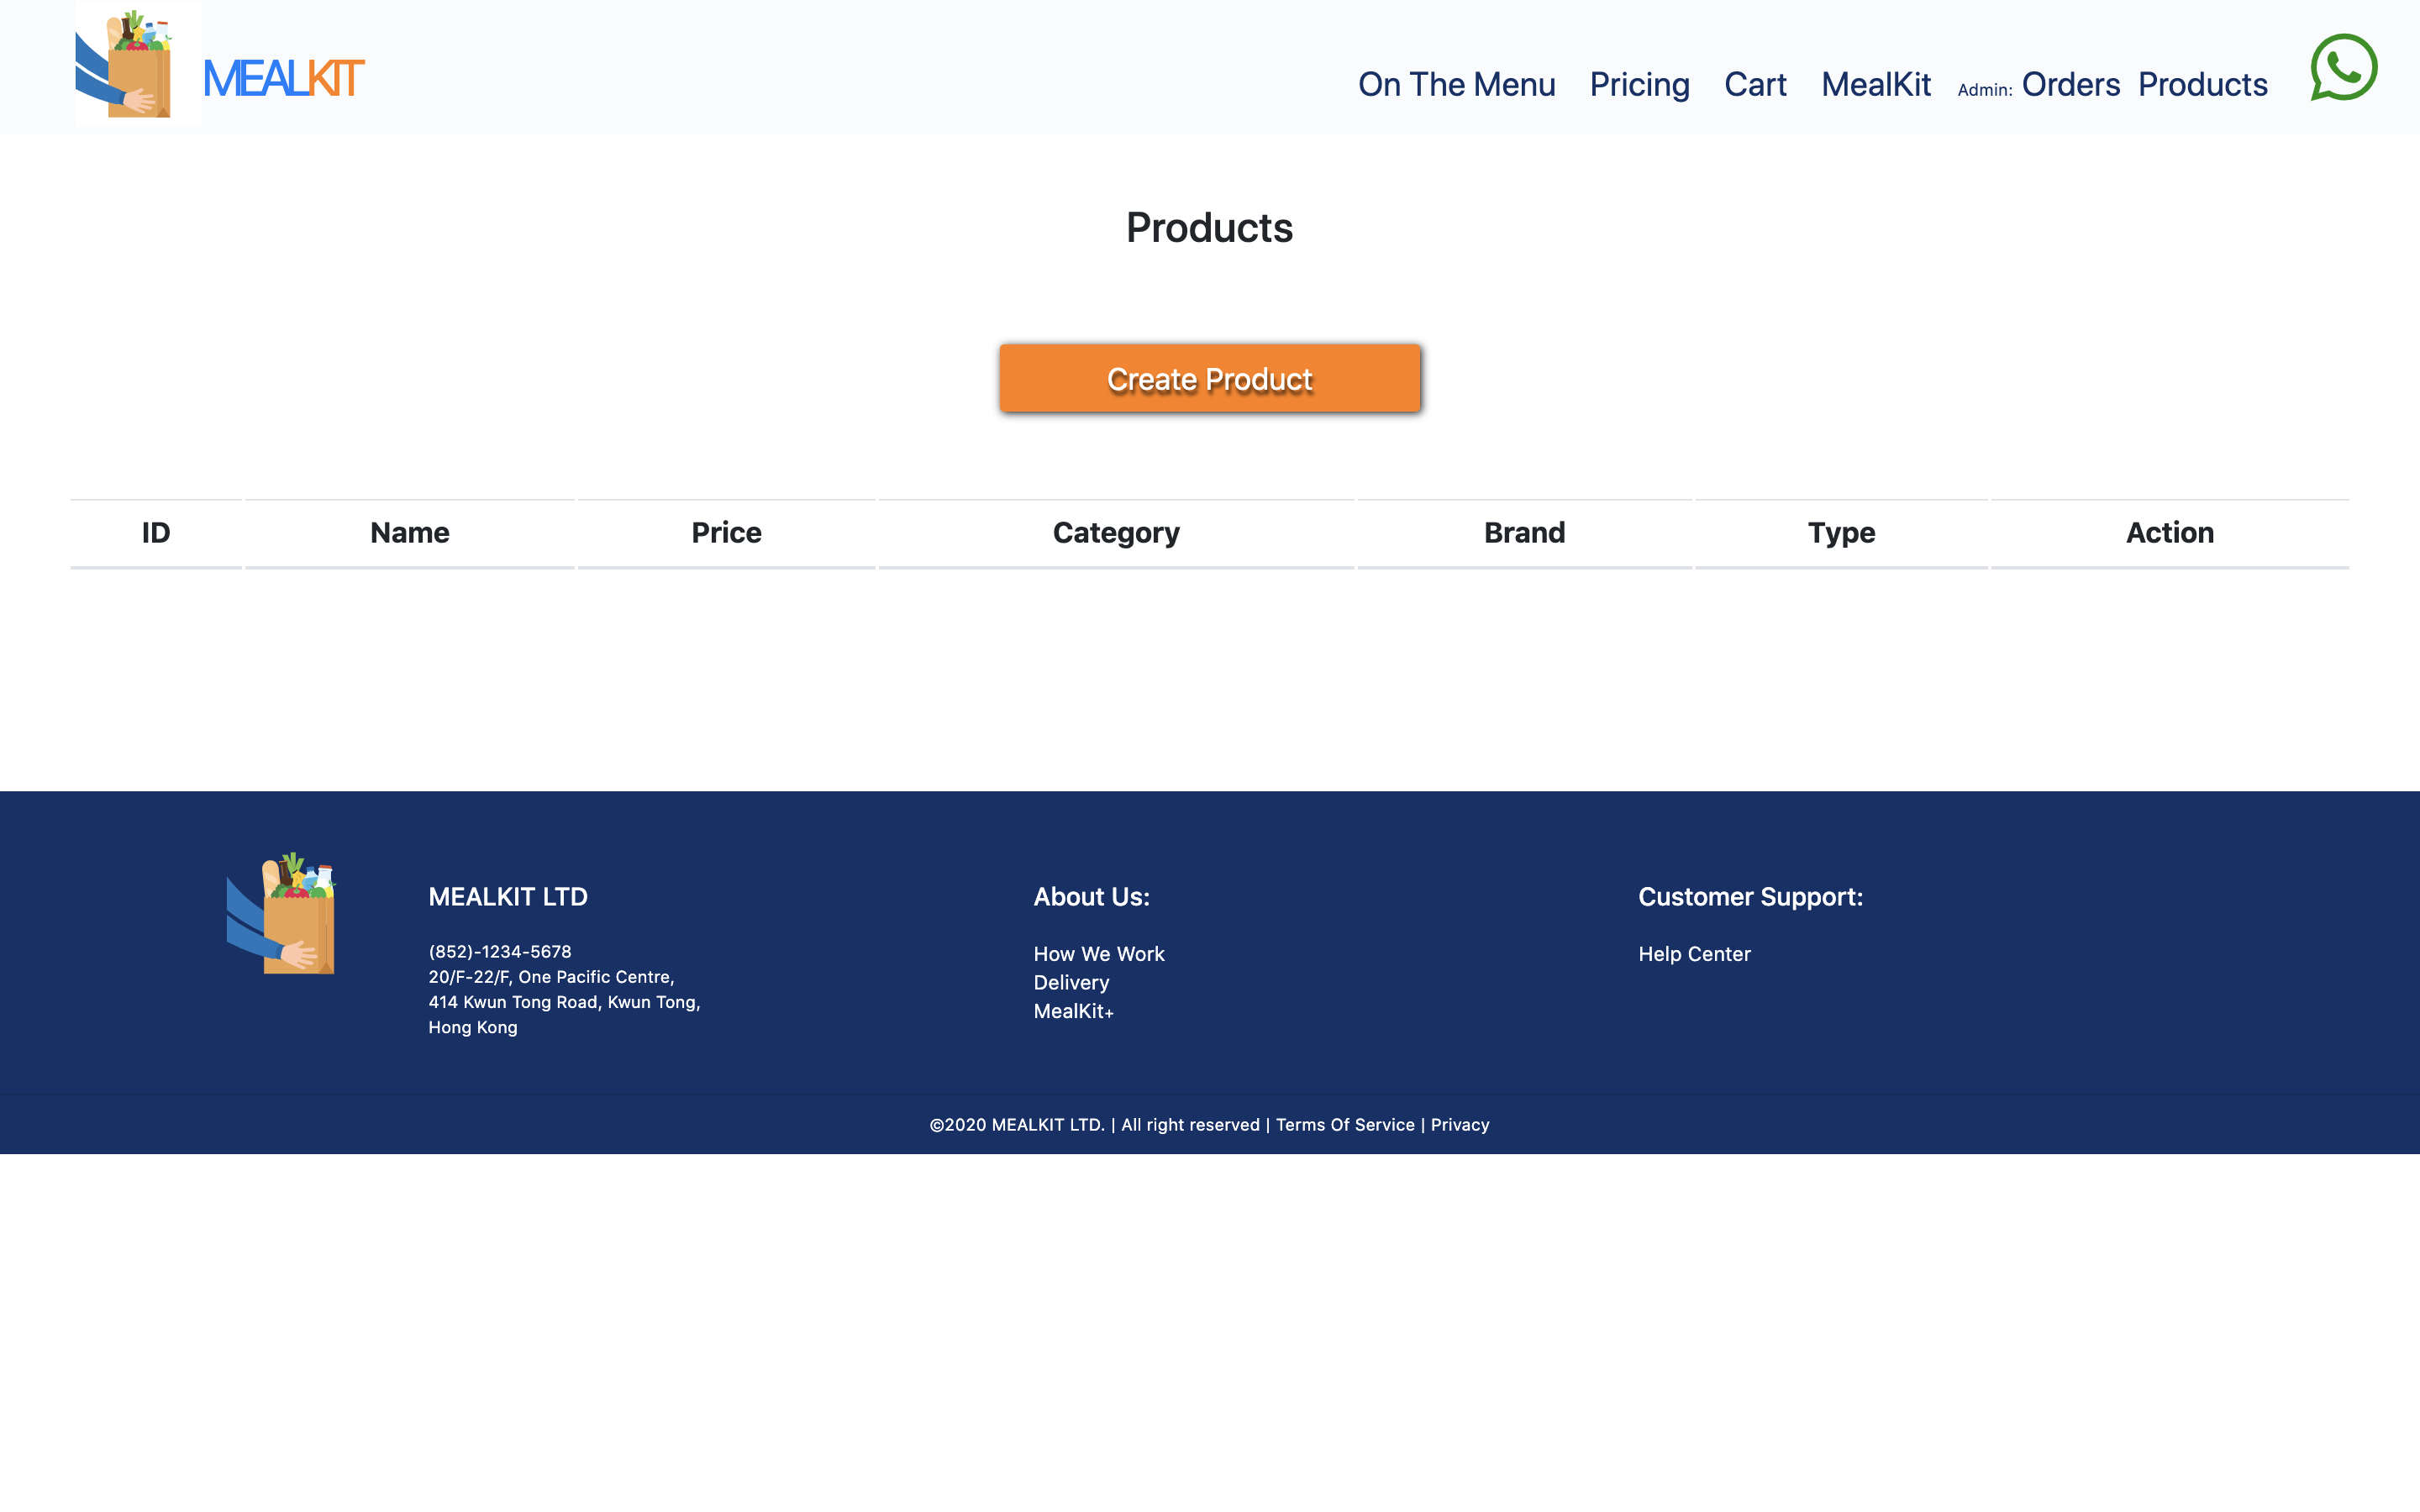 MEALKIT
On The Menu Pricing Cart MealKit Admin: Orders Products
Products
Create Product
ID Name Price Category Brand Type Action
MEALKIT LTD
(852)-1234-5678
20/F-22/F, One Pacific Centre,
414 Kwun Tong Road, Kwun Tong,
Hong Kong
About Us:
How We Work
Delivery
MealKit+
Customer Support:
Help Center
©2020 MEALKIT LTD. | All right reserved | Terms Of Service | Privacy